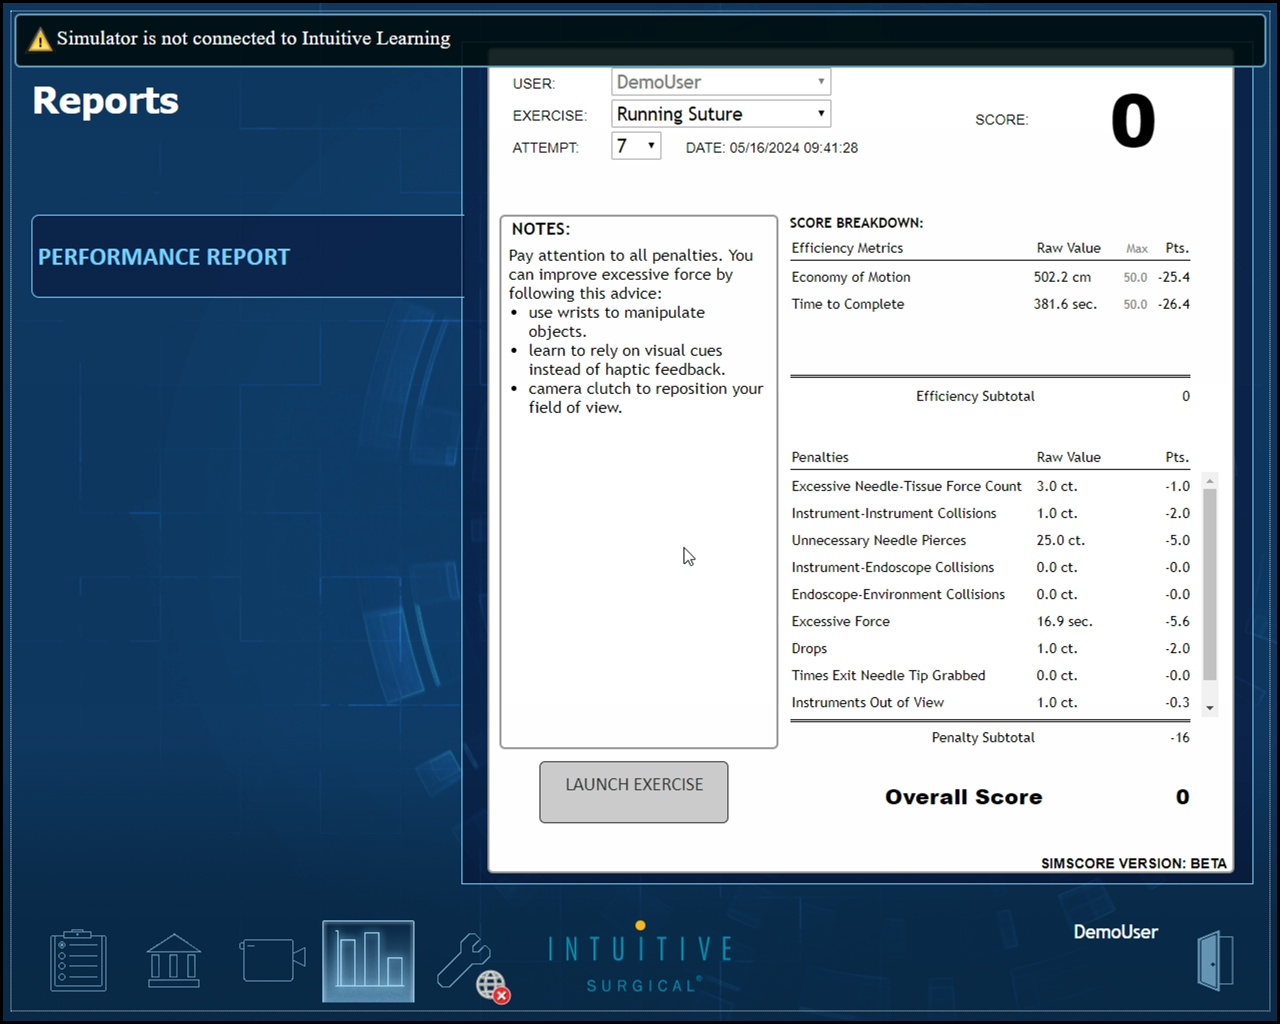 Simulator is not connected to Intuitive Learning
Reports
PERFORMANCE REPORT
USER: DemoUser
EXERCISE: Running Suture
ATTEMPT: 7 DATE: 05/16/2024 09:41:28
SCORE: 0
NOTES:
Pay attention to all penalties. You
can improve excessive force by
following this advice:
• use wrists to manipulate
objects.
• learn to rely on visual cues
instead of haptic feedback.
• camera clutch to reposition your
field of view.
LAUNCH EXERCISE
SCORE BREAKDOWN:
Efficiency Metrics Raw Value Max Pts.
Economy of Motion 502.2 cm 50.0 -25.4
Time to Complete 381.6 sec. 50.0 -26.4
Efficiency Subtotal 0
Penalties Raw Value Pts.
Excessive Needle-Tissue Force Count 3.0 ct. -1.0
Instrument-Instrument Collisions 1.0 ct. -2.0
Unnecessary Needle Pierces 25.0 ct. -5.0
Instrument-Endoscope Collisions 0.0 ct. -0.0
Endoscope-Environment Collisions 0.0 ct. -0.0
Excessive Force 16.9 sec. -5.6
Drops 1.0 ct. -2.0
Times Exit Needle Tip Grabbed 0.0 ct. -0.0
Instruments Out of View 1.0 ct. -0.3
Penalty Subtotal -16
Overall Score 0
SIMSCORE VERSION: BETA
INTUITIVE
SURGICAL®
DemoUser